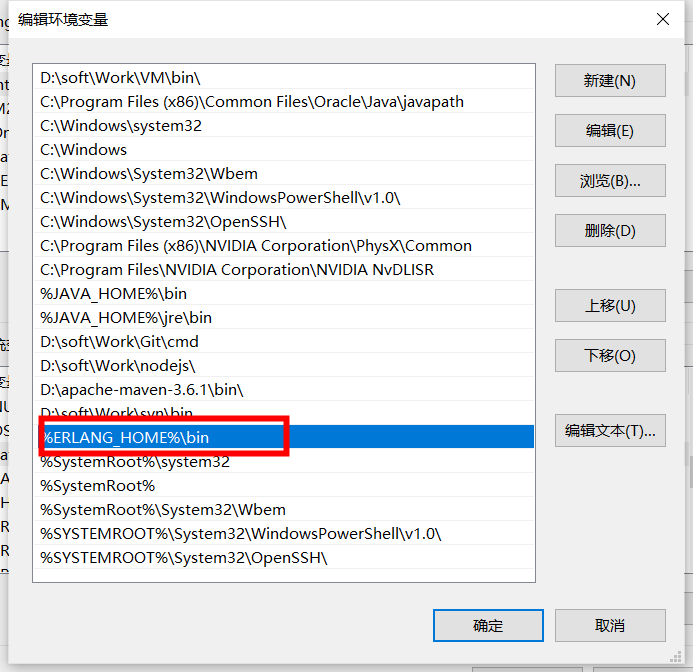 编辑环境变量
D:\soft\Work\VM\bin\
C:\Program Files (x86)\Common Files\Oracle\Java\javapath
C:\Windows\system32
C:\Windows
C:\Windows\System32\Wbem
C:\Windows\System32\WindowsPowerShell\v1.0\
C:\Windows\System32\OpenSSH\
C:\Program Files (x86)\NVIDIA Corporation\PhysX\Common
C:\Program Files\NVIDIA Corporation\NVIDIA NvDLISR
%JAVA_HOME%\bin
%JAVA_HOME%\jre\bin
D:\soft\Work\Git\cmd
D:\soft\Work\nodejs\
D:\apache-maven-3.6.1\bin\
D:\soft\Work\svn\bin
%ERLANG_HOME%\bin
%SystemRoot%\system32
%SystemRoot%
%SystemRoot%\System32\Wbem
%SYSTEMROOT%\System32\WindowsPowerShell\v1.0\
%SYSTEMROOT%\System32\OpenSSH\
新建(N)
编辑(E)
浏览(B)...
删除(D)
上移(U)
下移(O)
编辑文本(T)...
确定
取消